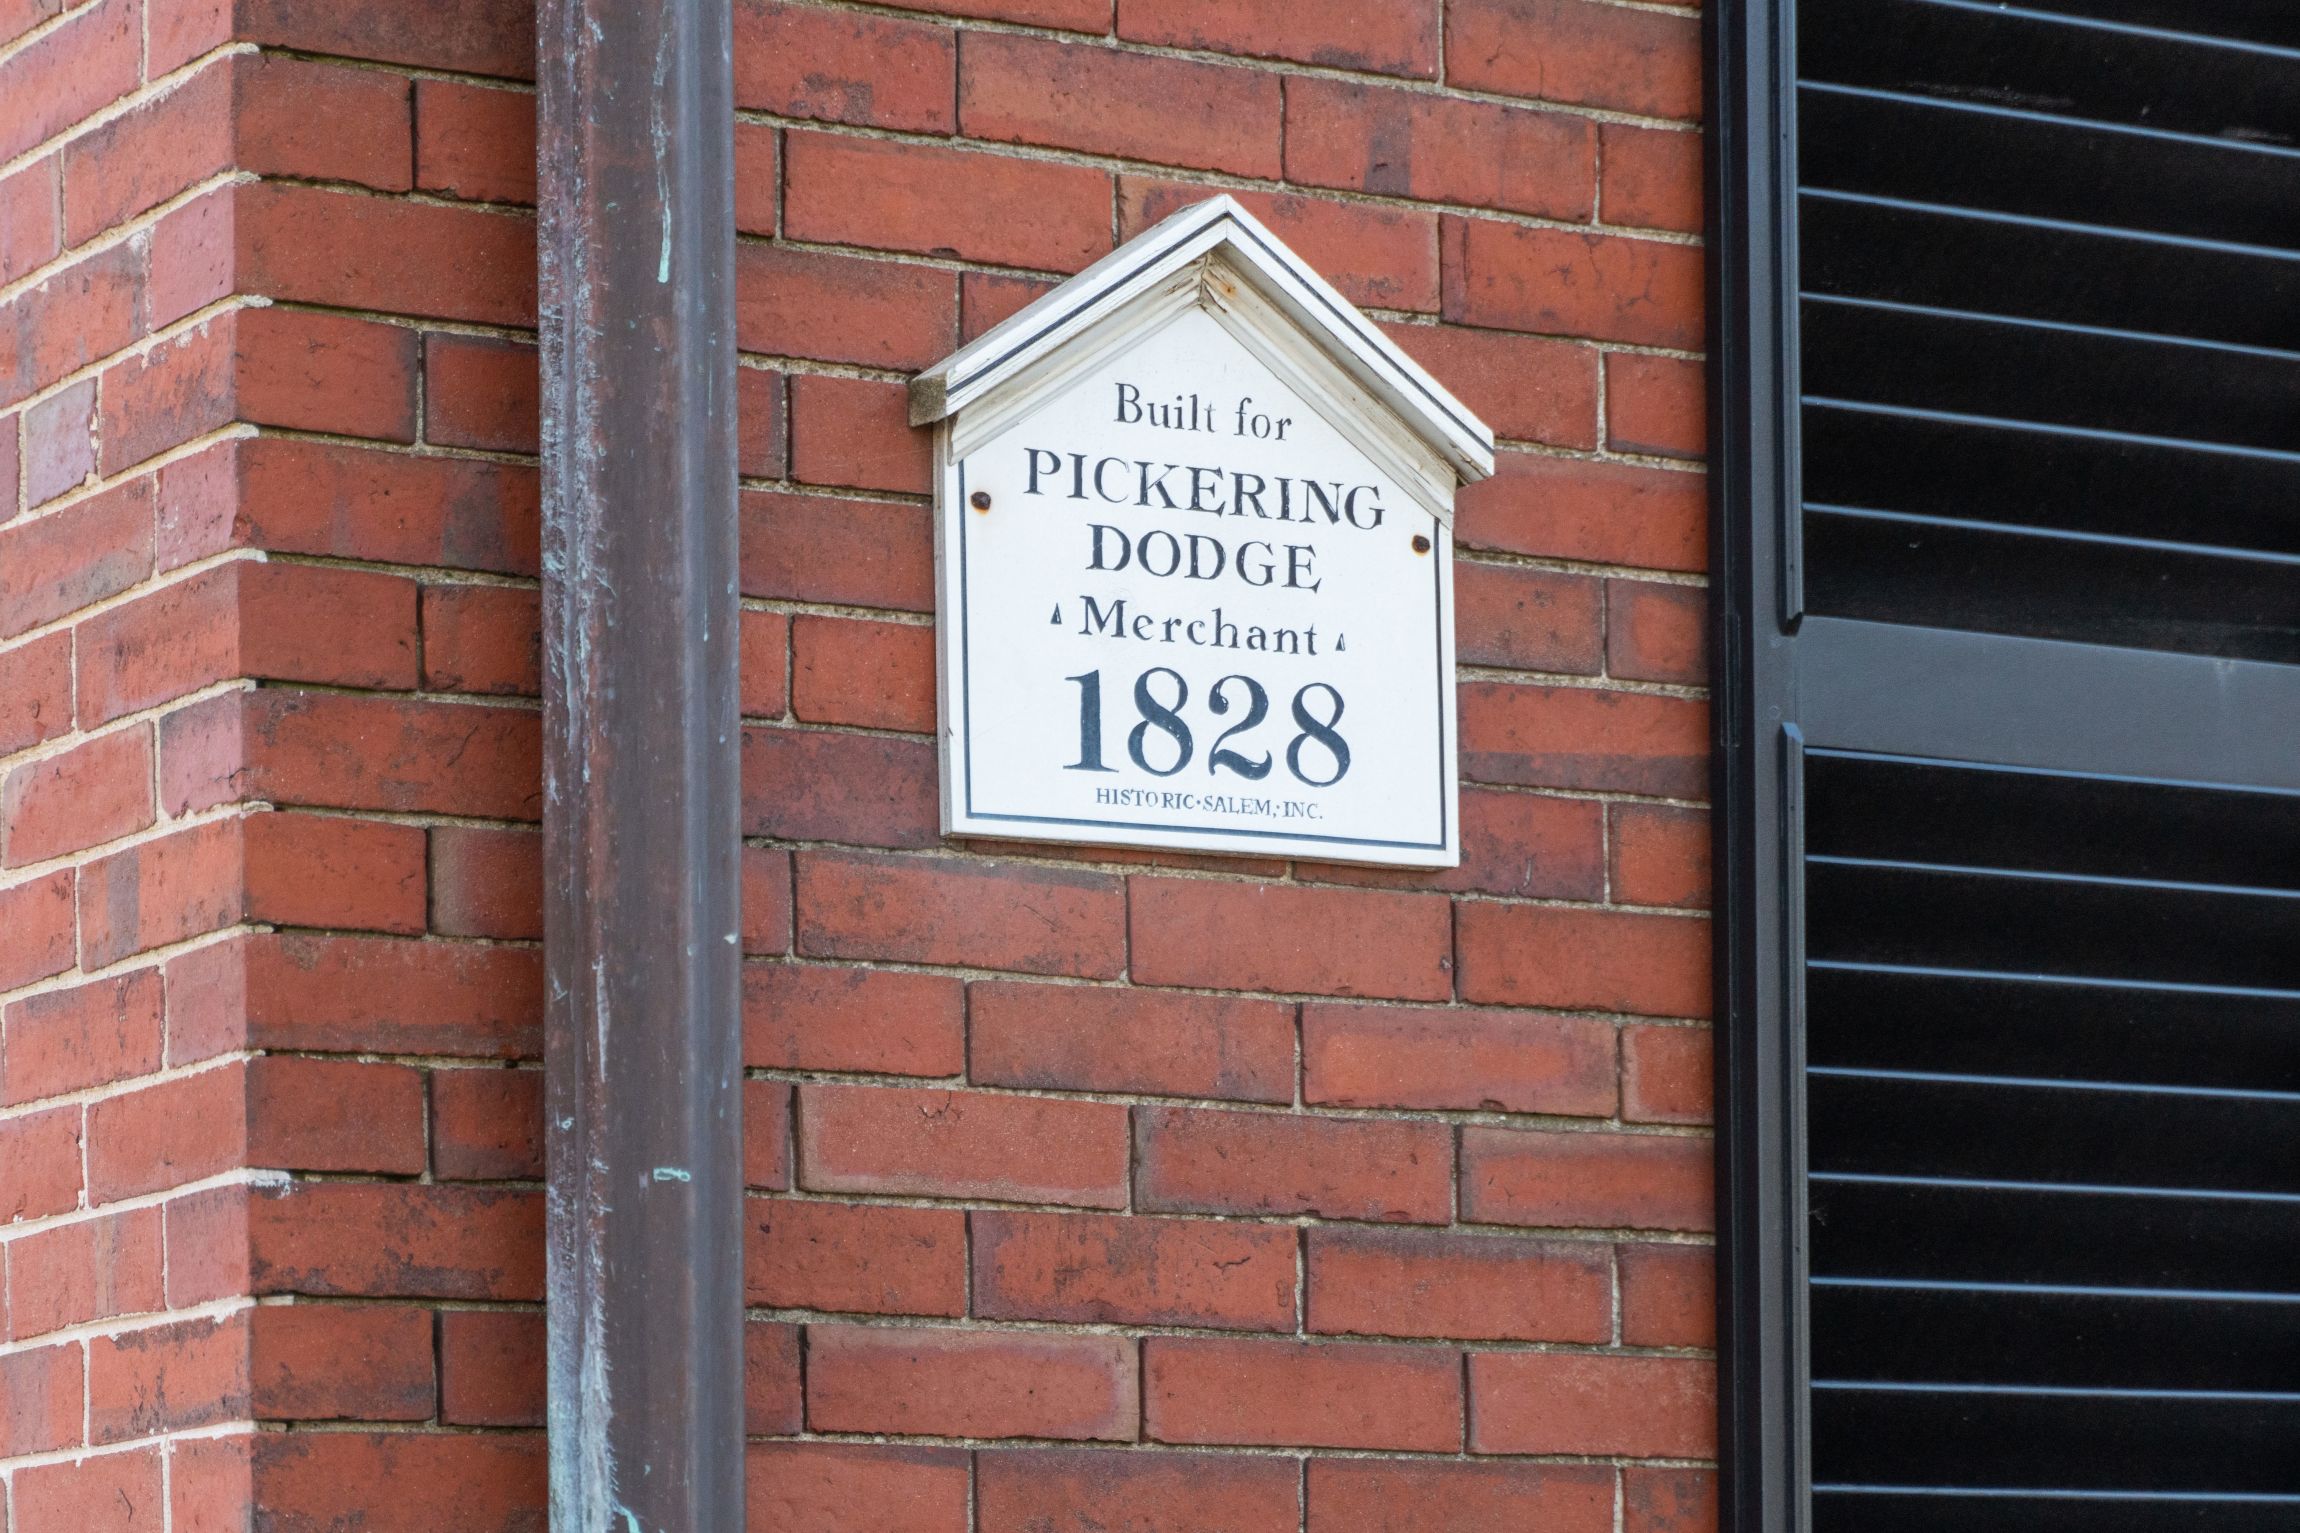 Built for
PICKERING
DODGE
Merchant
1828
HISTORIC·SALEM, INC.